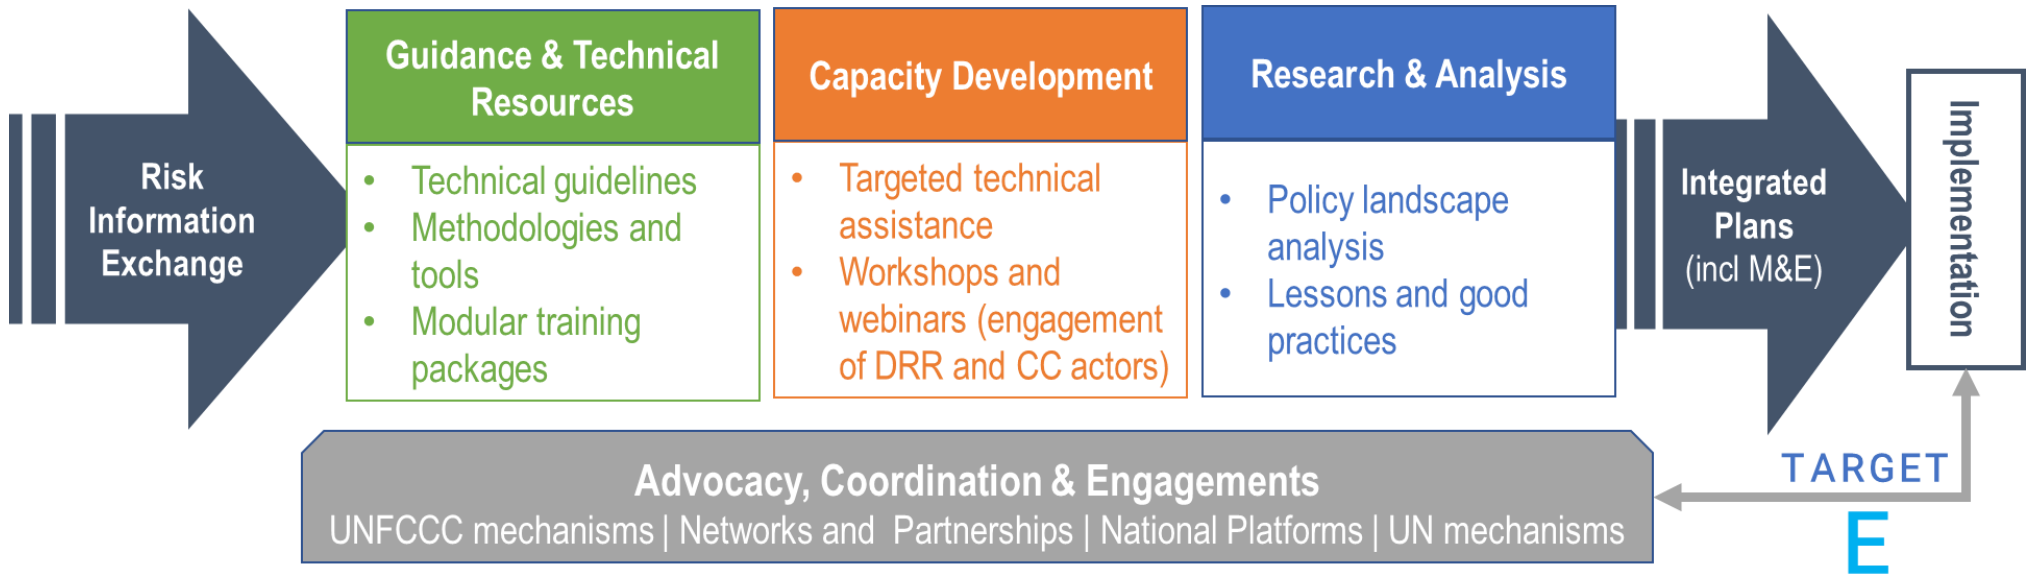 Risk
Information
Exchange
Guidance & Technical
Resources
• Technical guidelines
• Methodologies and
tools
• Modular training
packages
Capacity Development
• Targeted technical
assistance
• Workshops and
webinars (engagement
of DRR and CC actors)
Research & Analysis
• Policy landscape
analysis
• Lessons and good
practices
Integrated
Plans
(incl M&E)
Implementation
Advocacy, Coordination & Engagements
UNFCCC mechanisms | Networks and Partnerships | National Platforms | UN mechanisms
TARGET
E